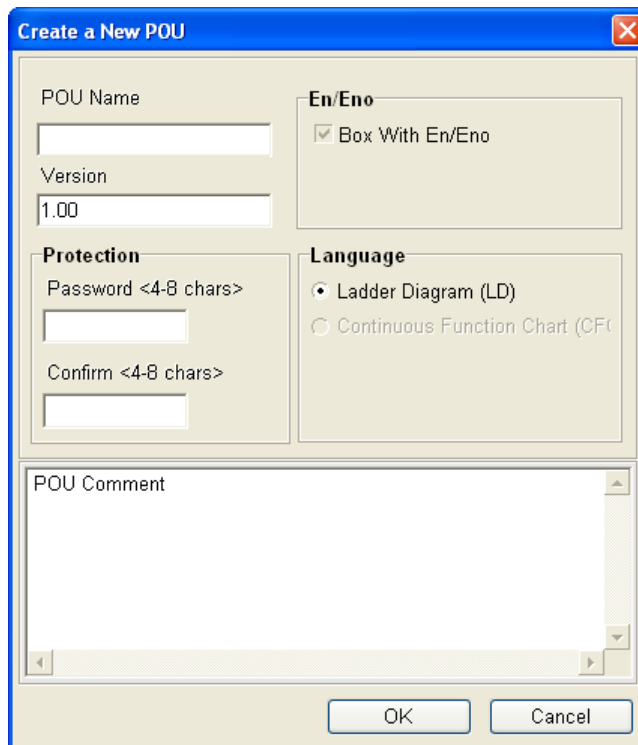 Create a New POU
POU Name
Version
1.00
En/Eno
Box With En/Eno
Protection
Password <4-8 chars>
Confirm <4-8 chars>
Language
Ladder Diagram (LD)
Continuous Function Chart (CFC
POU Comment
OK
Cancel